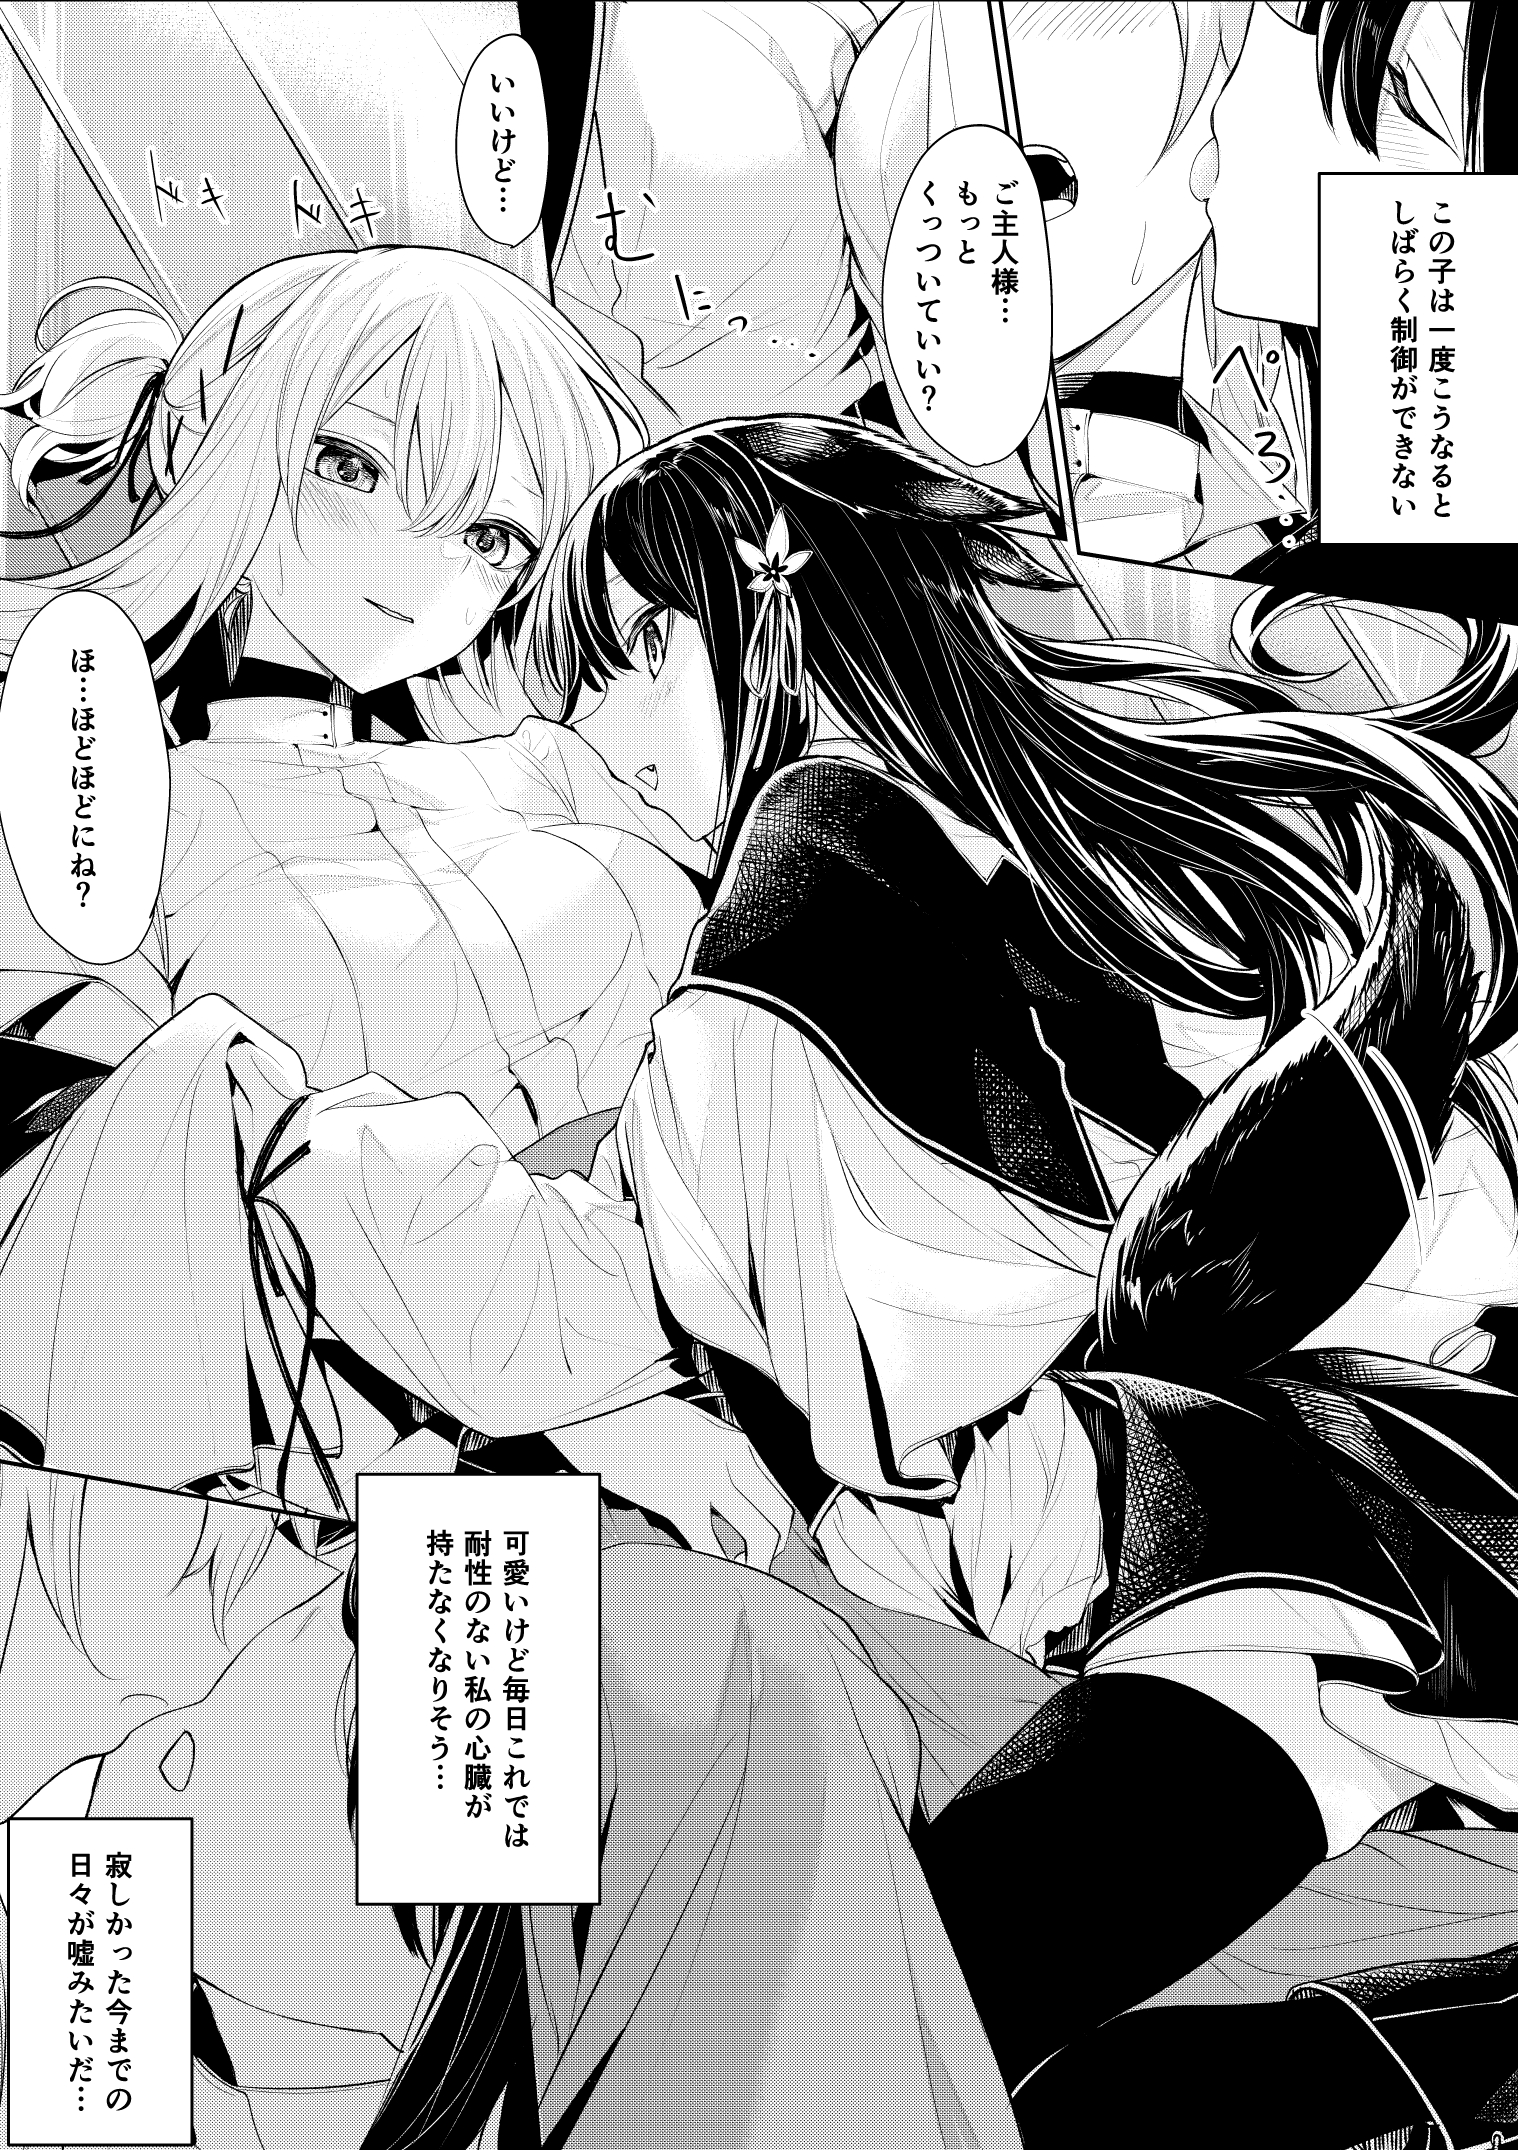 この子は一度こうなると
しばらく制御ができない
ペろ
ご主人様…
もっと
くっついていい？
むにっ…
いいけど…
ドキ
ドキ
ほ…ほどほどにね？
可愛いけど毎日これでは
耐性のない私の心臓が
持たなくなりそう…
寂しかった今までの
日々が嘘みたいだ…